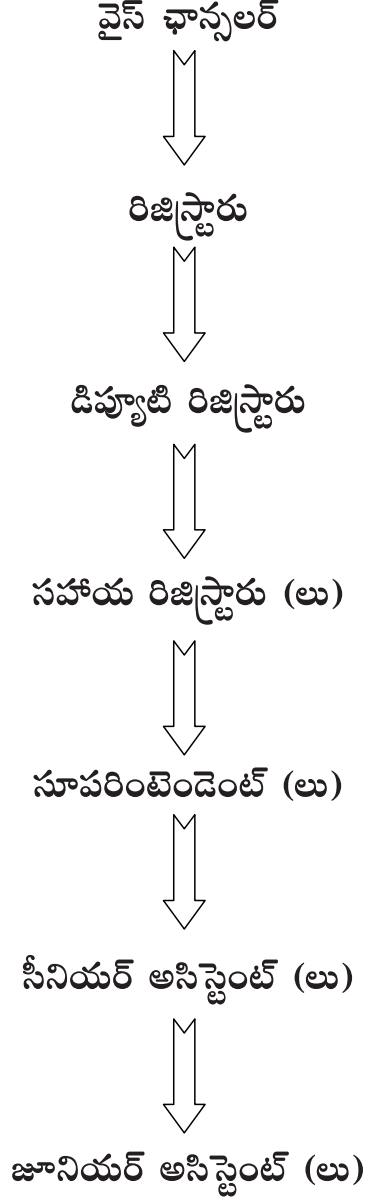 వైస్ ఛాన్సలర్
రిజిస్ట్రారు
డిప్యూటి రిజిస్ట్రారు
సహాయ రిజిస్ట్రారు (లు)
సూపరింటెండెంట్ (లు)
సీనియర్ అసిస్టెంట్ (లు)
జూనియర్ అసిస్టెంట్ (లు)